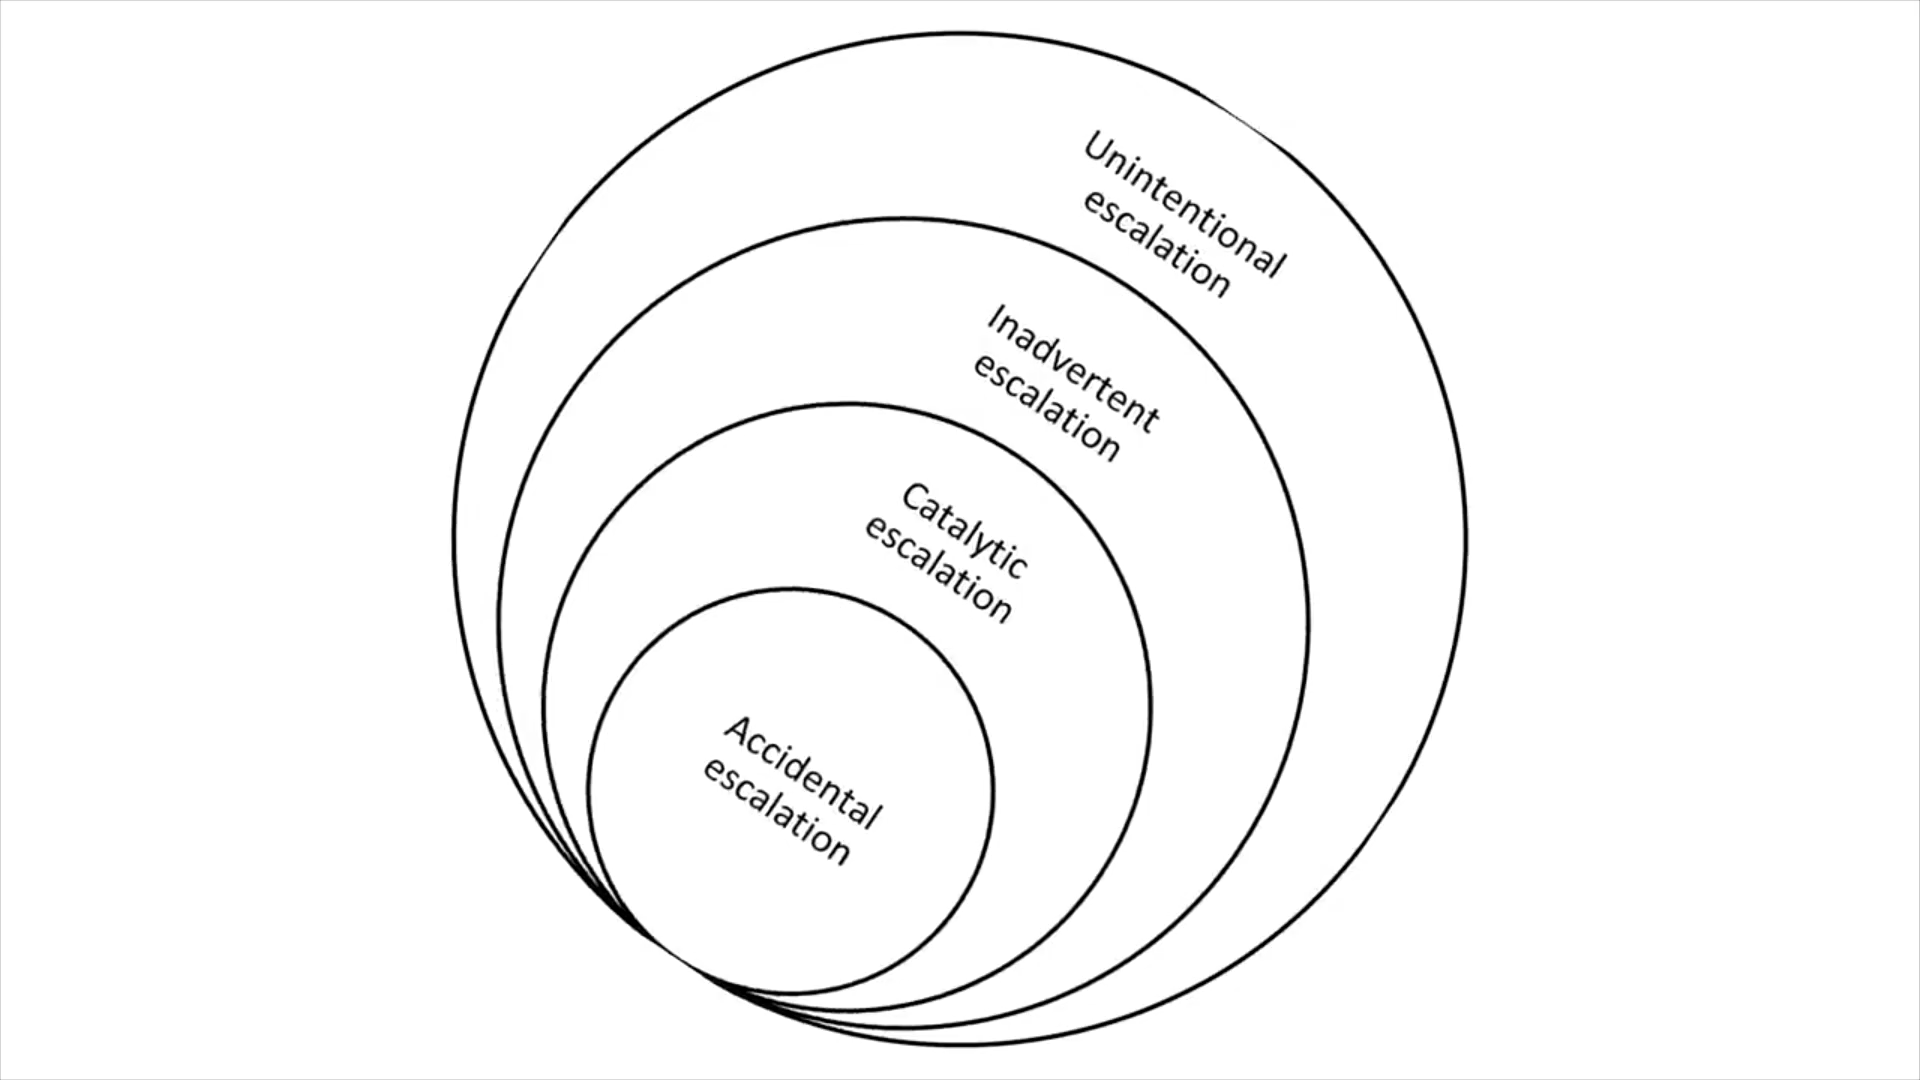 Unintentional
escalation
Inadvertent
escalation
Catalytic
escalation
Accidental
escalation